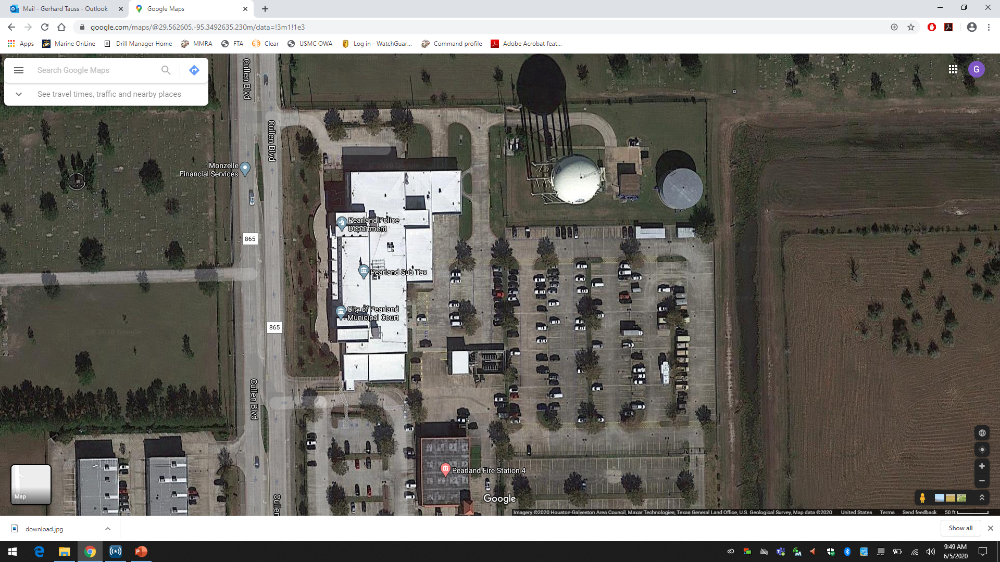 Mail - Gerhard Tauss - Outlook
Google Maps
google.com/maps/@29.562605,-95.3492635,230m/data=!3m1!1e3
Apps
Marine OnLine
Drill Manager Home
MMRA
FTA
Clear
USMC OWA
Log in - WatchGuar...
Command profile
Adobe Acrobat feat...
Search Google Maps
See travel times, traffic and nearby places
G
Cullen Blvd
Cullen Blvd
Monzelle
Financial Services
Pearland Police
Department
865
Pearland Sub Tax
City of Pearland
Municipal Court
865
Cullen Blvd
Pearland Fire Station 4
Map
Cullen
Google
Imagery ©2020 Houston-Galveston Area Council, Maxar Technologies, Texas General Land Office, U.S. Geological Survey, Map data ©2020
United States
Terms
Send feedback
50 ft
download.jpg
Show all
9:49 AM
6/5/2020